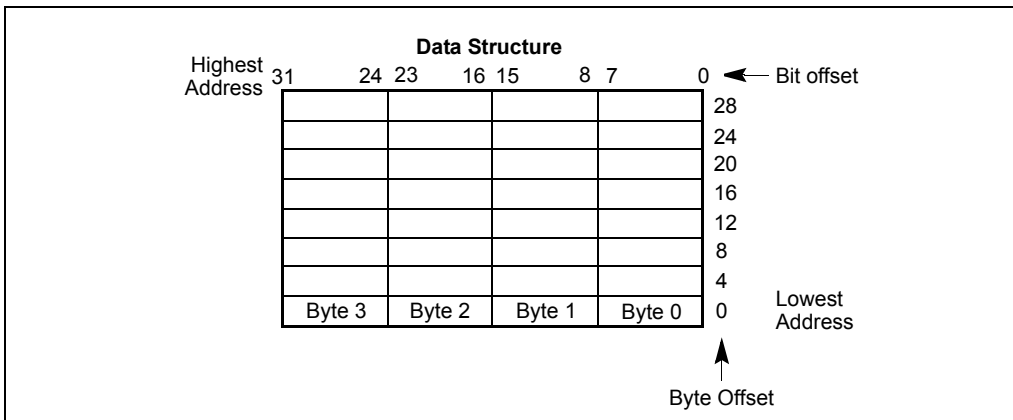 Data Structure
Highest
Address
31 24 23 16 15 8 7 0
Bit offset
28
24
20
16
12
8
4
Byte 3 Byte 2 Byte 1 Byte 0 0
Lowest
Address
Byte Offset